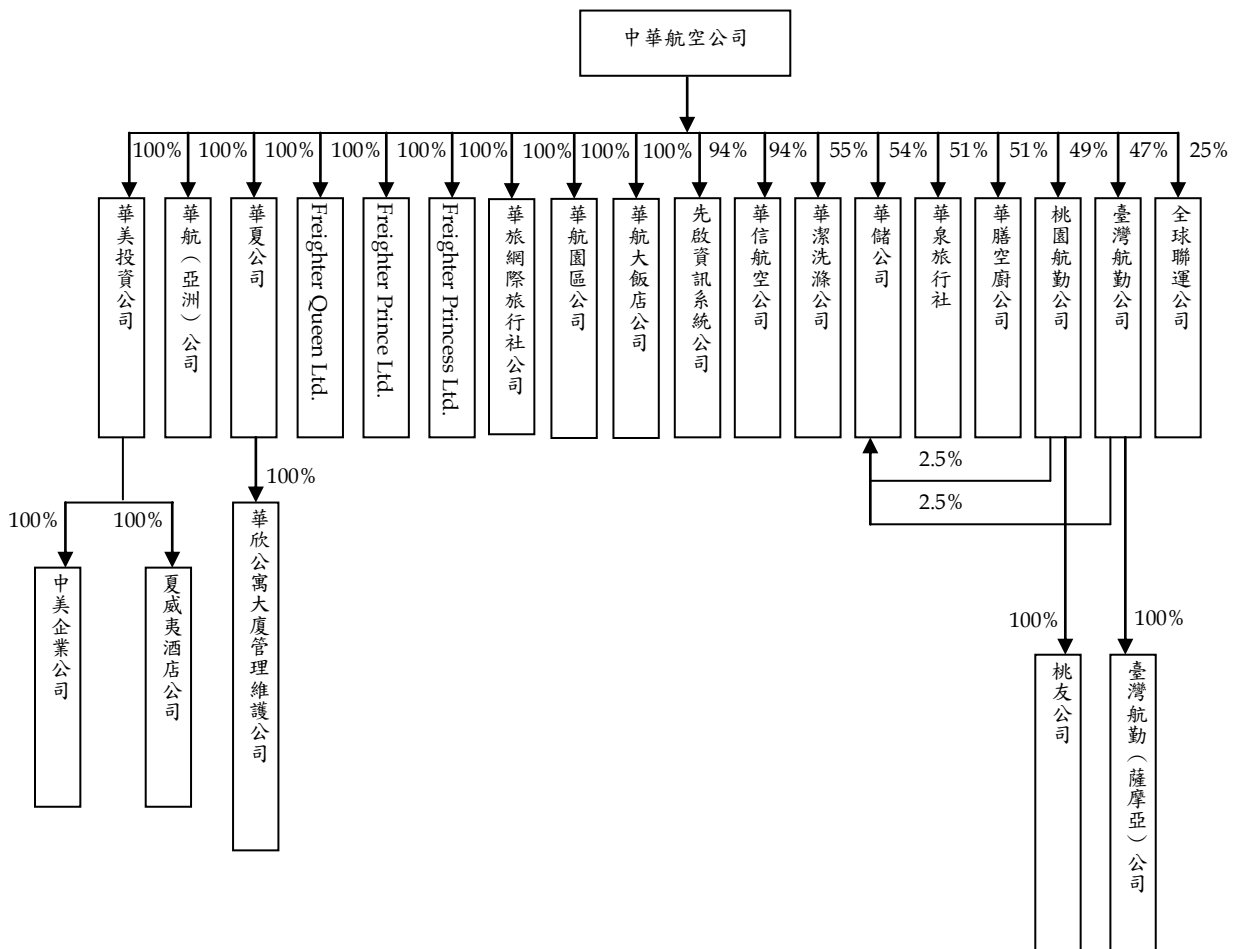 中華航空公司
100%
100%
100%
100%
100%
100%
100%
100%
100%
94%
94%
55%
54%
51%
51%
49%
47%
25%
華美投資公司
華航（亞洲）公司
華夏公司
Freighter Queen Ltd.
Freighter Prince Ltd.
Freighter Princess Ltd.
華旅網際旅行社公司
華航園區公司
華航大飯店公司
先啟資訊系統公司
華信航空公司
華潔洗滌公司
華儲公司
華泉旅行社
華膳空廚公司
桃園航勤公司
臺灣航勤公司
全球聯運公司
2.5%
100%
2.5%
100%
100%
中美企業公司
夏威夷酒店公司
華欣公寓大廈管理維護公司
100%
100%
桃友公司
臺灣航勤（薩摩亞）公司